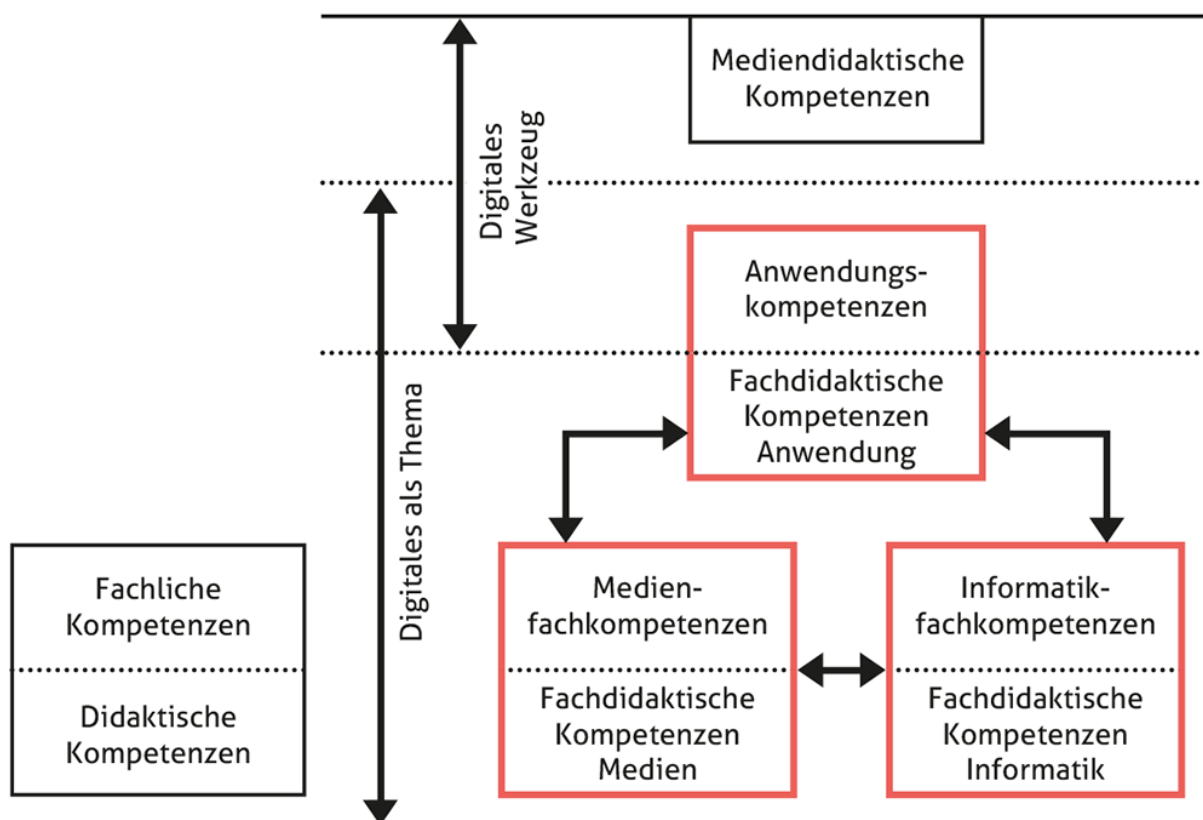 Mediendidaktische
Kompetenzen
Digitales
Werkzeug
Anwendungs-
kompetenzen
Fachdidaktische
Kompetenzen
Anwendung
Digitales als Thema
Fachliche
Kompetenzen
Didaktische
Kompetenzen
Medien-
fachkompetenzen
Fachdidaktische
Kompetenzen
Medien
Informatik-
fachkompetenzen
Fachdidaktische
Kompetenzen
Informatik